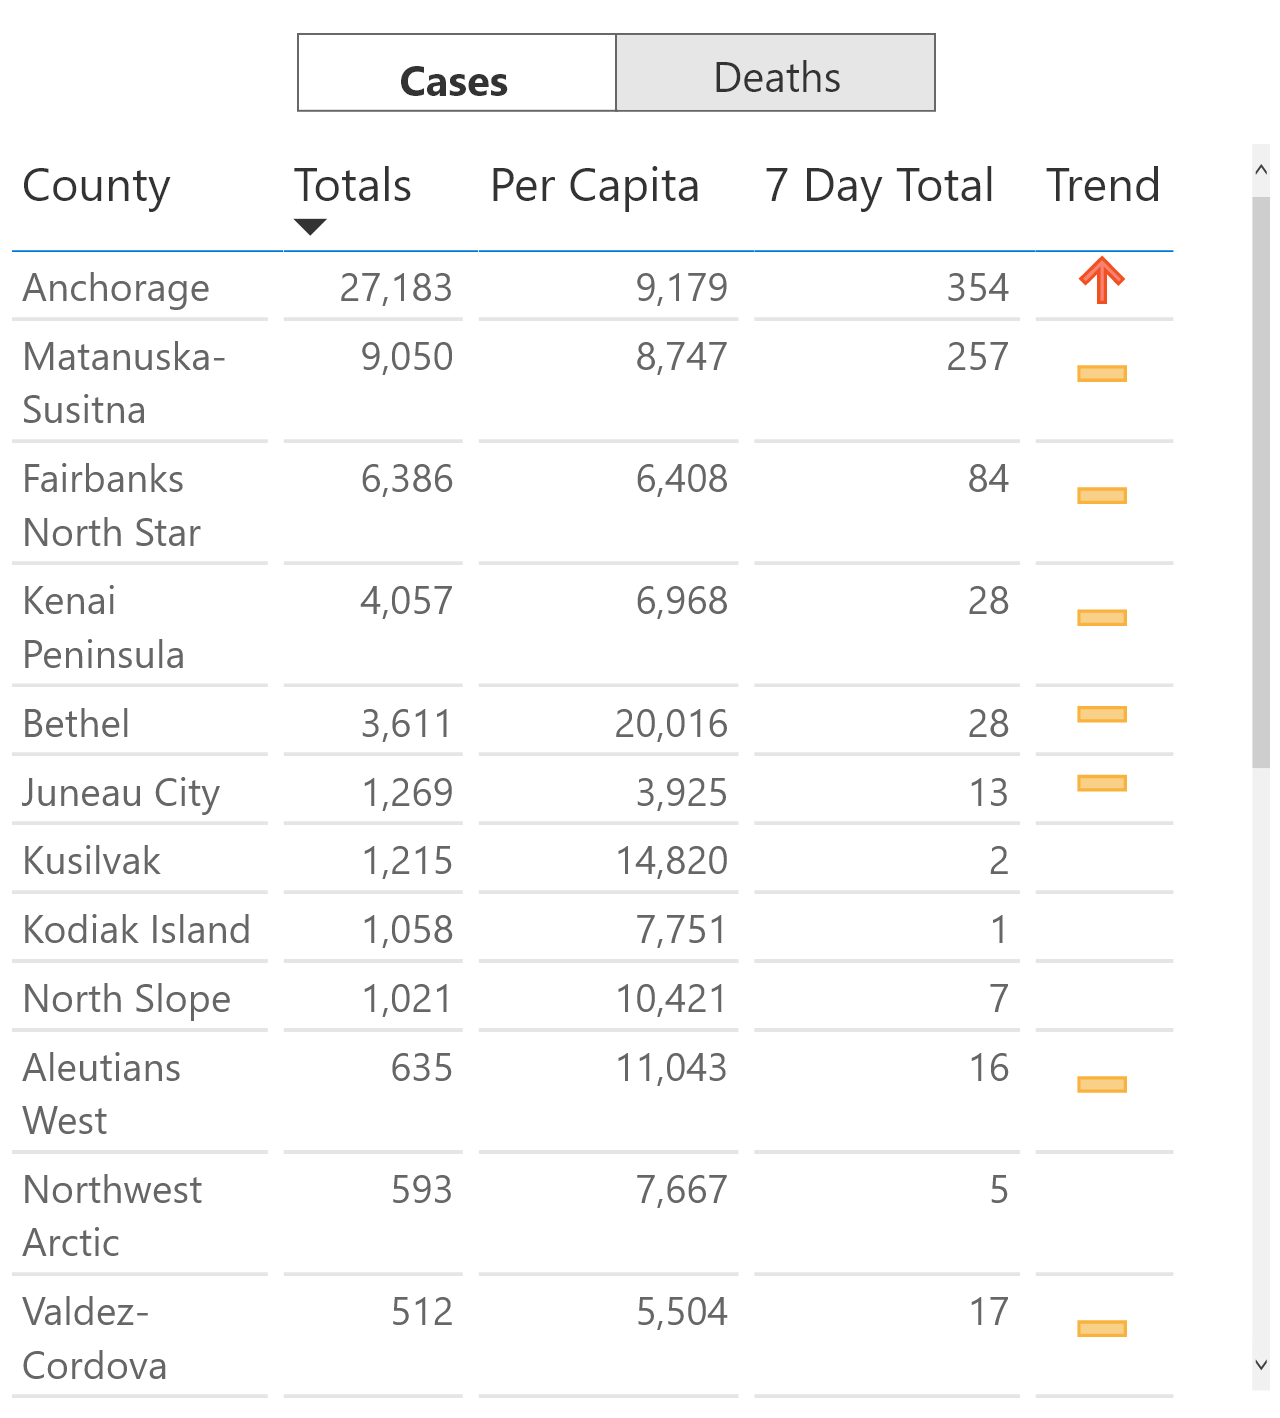 Cases Deaths
County Totals Per Capita 7 Day Total Trend
Anchorage 27,183 9,179 354
Matanuska- 9,050 8,747 257
Susitna
Fairbanks 6,386 6,408 84
North Star
Kenai 4,057 6,968 28
Peninsula
Bethel 3,611 20,016 28
Juneau City 1,269 3,925 13
Kusilvak 1,215 14,820 2
Kodiak Island 1,058 7,751 1
North Slope 1,021 10,421 7
Aleutians 635 11,043 16
West
Northwest 593 7,667 5
Arctic
Valdez- 512 5,504 17
Cordova